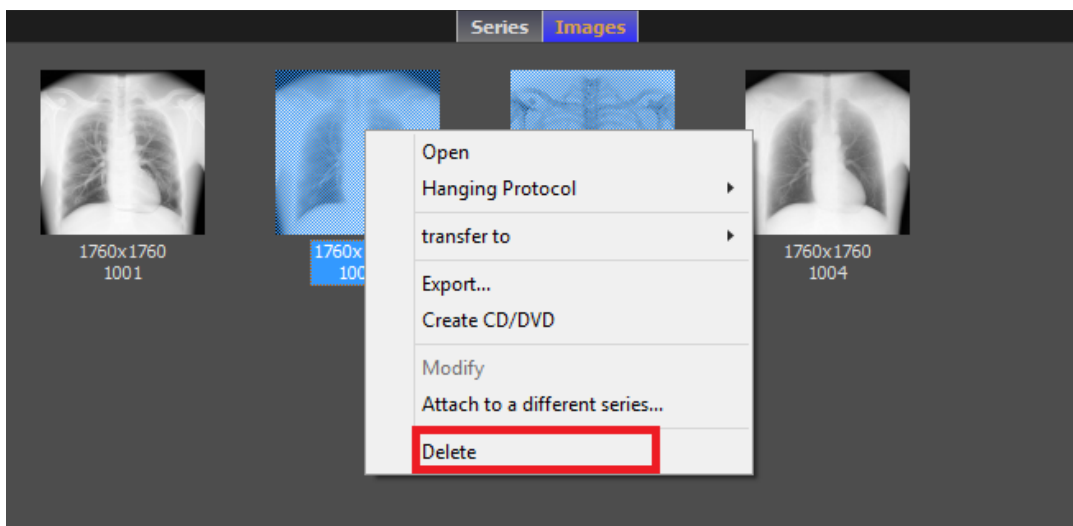 Series Images
1760x1760
1001
1760x
100
1760x1760
1004
Open
Hanging Protocol
transfer to
Export...
Create CD/DVD
Modify
Attach to a different series...
Delete